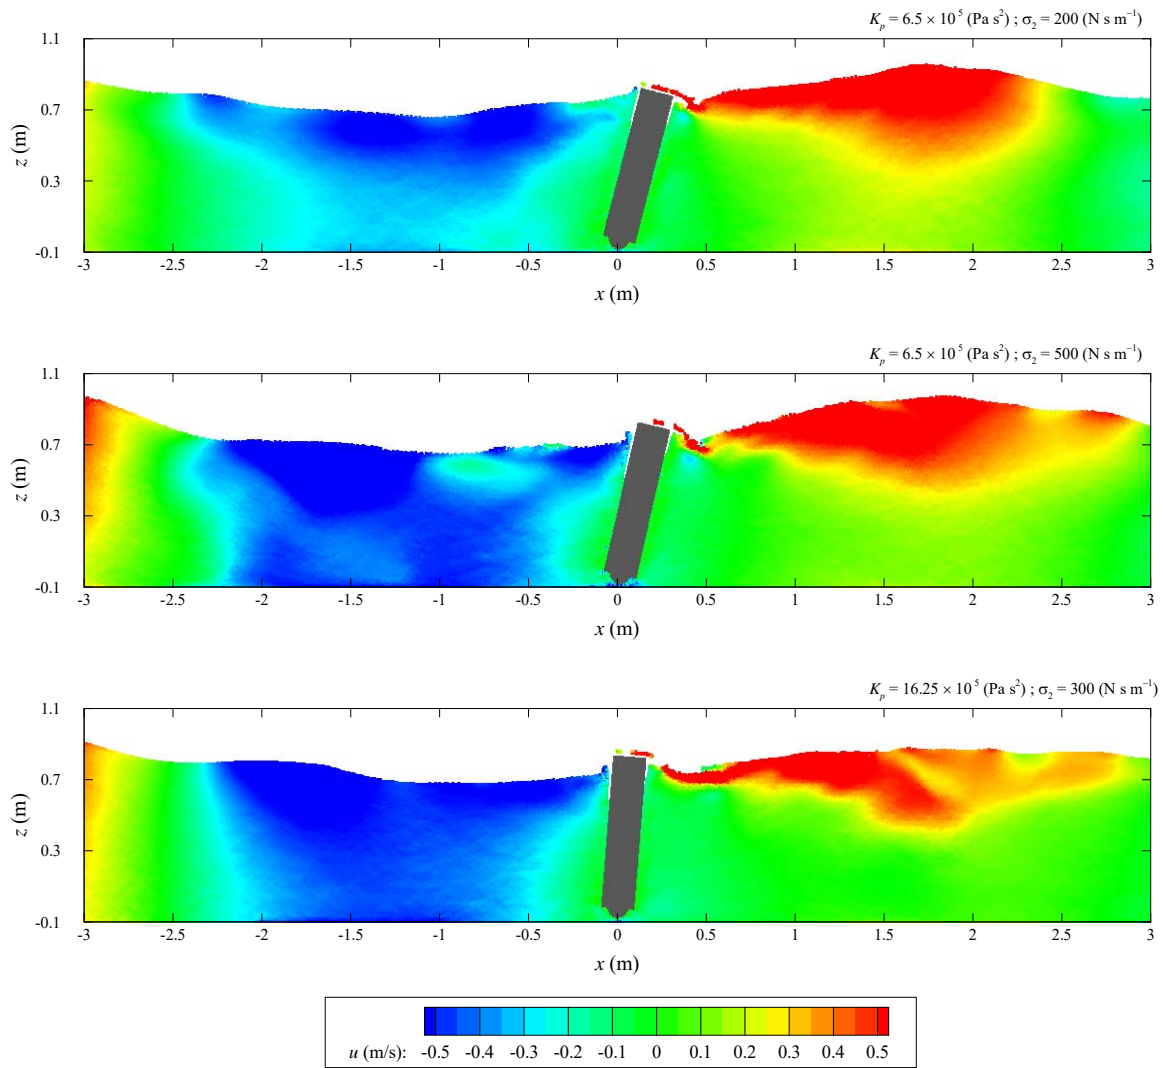 K_p = 6.5 × 10^5 (Pa s^2) ; σ_2 = 200 (N s m^–1)
1.1
0.7
0.3
-0.1
z (m)
-3 -2.5 -2 -1.5 -1 -0.5 0 0.5 1 1.5 2 2.5 3
x (m)
K_p = 6.5 × 10^5 (Pa s^2) ; σ_2 = 500 (N s m^–1)
1.1
0.7
0.3
-0.1
z (m)
-3 -2.5 -2 -1.5 -1 -0.5 0 0.5 1 1.5 2 2.5 3
x (m)
K_p = 16.25 × 10^5 (Pa s^2) ; σ_2 = 300 (N s m^–1)
1.1
0.7
0.3
-0.1
z (m)
-3 -2.5 -2 -1.5 -1 -0.5 0 0.5 1 1.5 2 2.5 3
x (m)
u (m/s): -0.5 -0.4 -0.3 -0.2 -0.1 0 0.1 0.2 0.3 0.4 0.5